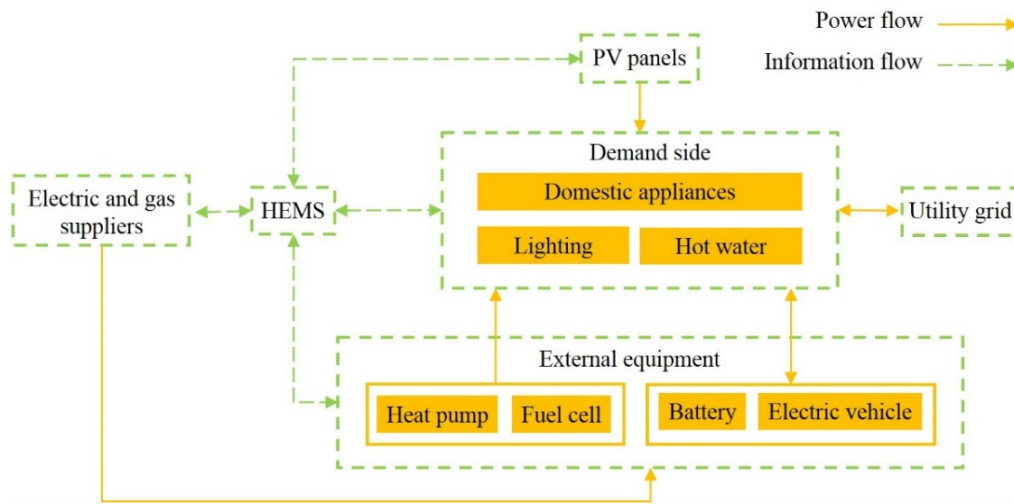 Power flow
Information flow
PV panels
Demand side
Domestic appliances
Lighting
Hot water
Electric and gas
suppliers
HEMS
Utility grid
External equipment
Heat pump
Fuel cell
Battery
Electric vehicle